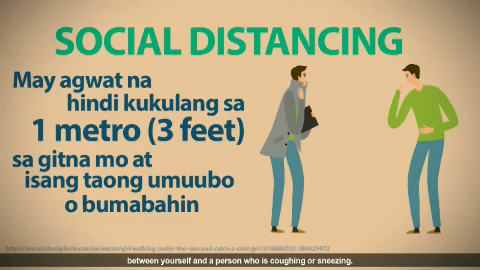 SOCIAL DISTANCING
May agwat na
hindi kukulang sa
1 metro (3 feet)
sa gitna mo at
isang taong umuubo
o bumabahin
between yourself and a person who is coughing or sneezing.